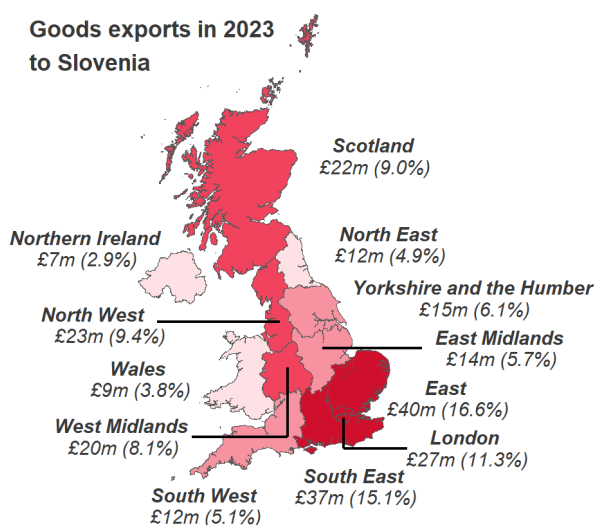 Goods exports in 2023
to Slovenia
Scotland
£22m (9.0%)
Northern Ireland
£7m (2.9%)
North East
£12m (4.9%)
Yorkshire and the Humber
£15m (6.1%)
North West
£23m (9.4%)
East Midlands
£14m (5.7%)
Wales
£9m (3.8%)
East
£40m (16.6%)
West Midlands
£20m (8.1%)
London
£27m (11.3%)
South East
£37m (15.1%)
South West
£12m (5.1%)